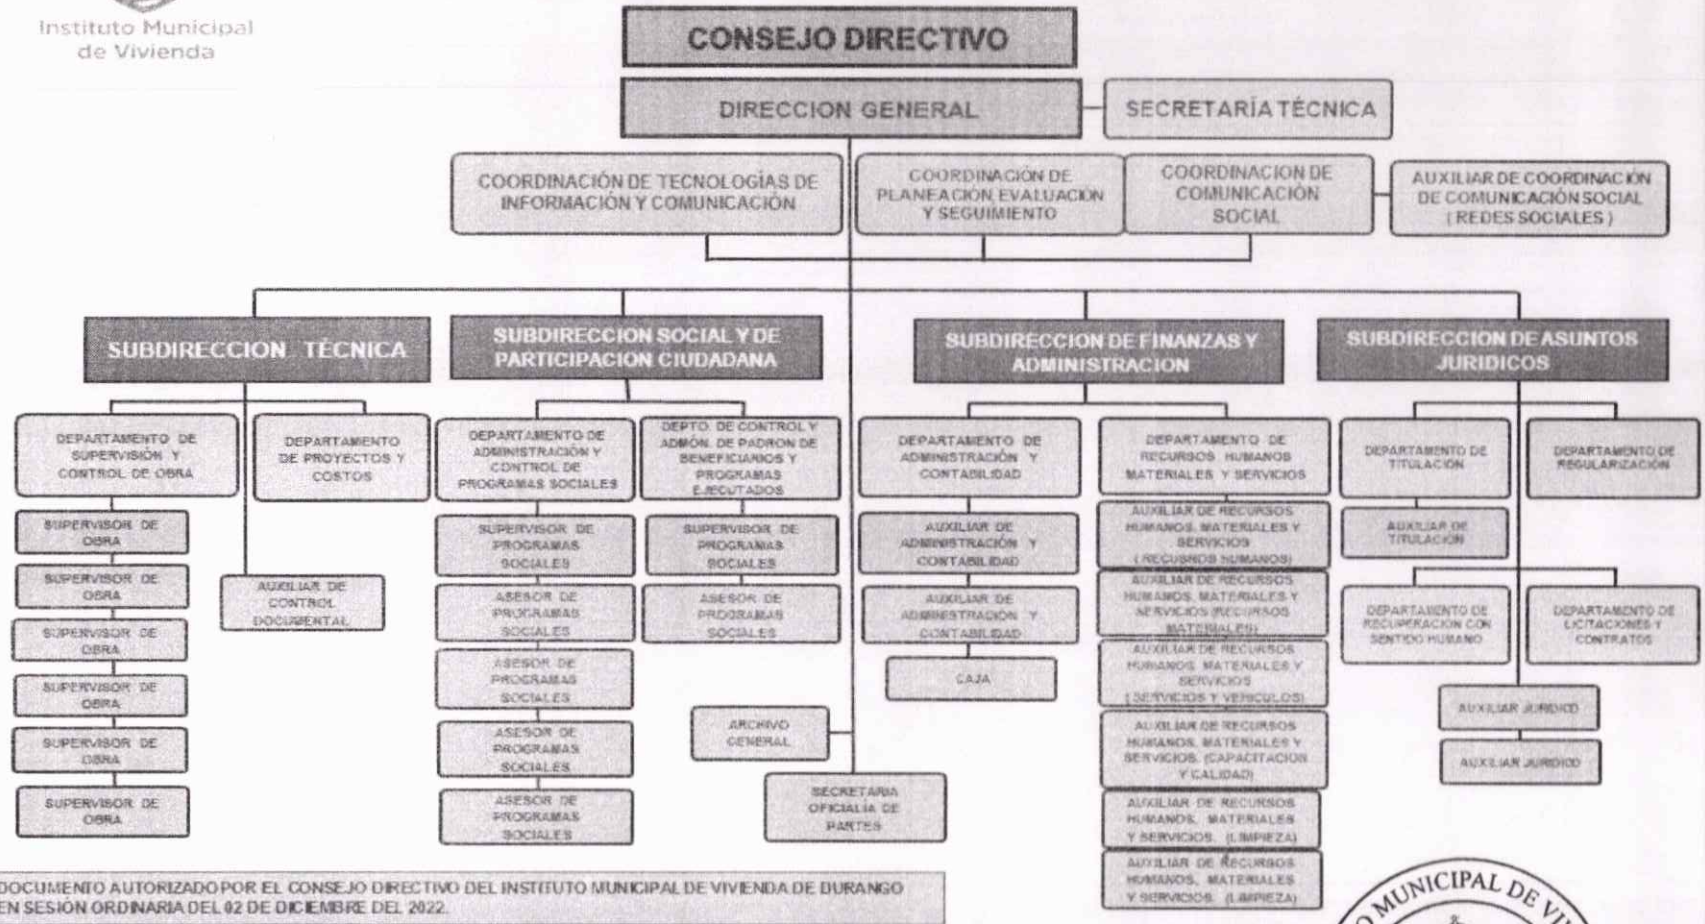 Instituto Municipal
de Vivienda
CONSEJO DIRECTIVO
DIRECCION GENERAL
SECRETARÍA TÉCNICA
COORDINACIÓN DE TECNOLOGÍAS DE
INFORMACIÓN Y COMUNICACIÓN
COORDINACIÓN DE
PLANEACIÓN, EVALUACIÓN
Y SEGUIMIENTO
COORDINACION DE
COMUNICACIÓN
SOCIAL
AUXILIAR DE COORDINACIÓN
DE COMUNICACIÓN SOCIAL
( REDES SOCIALES )
SUBDIRECCION TÉCNICA
SUBDIRECCION SOCIAL Y DE
PARTICIPACION CIUDADANA
SUBDIRECCION DE FINANZAS Y
ADMINISTRACION
SUBDIRECCION DE ASUNTOS
JURIDICOS
DEPARTAMENTO DE
SUPERVISIÓN Y
CONTROL DE OBRA
DEPARTAMENTO
DE PROYECTOS Y
COSTOS
SUPERVISOR DE
OBRA
SUPERVISOR DE
OBRA
SUPERVISOR DE
OBRA
SUPERVISOR DE
OBRA
SUPERVISOR DE
OBRA
SUPERVISOR DE
OBRA
AUXILIAR DE
CONTROL
DOCUMENTAL
DEPARTAMENTO DE
ADMINISTRACIÓN Y
CONTROL DE
PROGRAMAS SOCIALES
DEPTO. DE CONTROL Y
ADMÓN. DE PADRON DE
BENEFICIARIOS Y
PROGRAMAS
EJECUTADOS
SUPERVISOR DE
PROGRAMAS
SOCIALES
ASESOR DE
PROGRAMAS
SOCIALES
ASESOR DE
PROGRAMAS
SOCIALES
ASESOR DE
PROGRAMAS
SOCIALES
ASESOR DE
PROGRAMAS
SOCIALES
SUPERVISOR DE
PROGRAMAS
SOCIALES
ASESOR DE
PROGRAMAS
SOCIALES
ARCHIVO
GENERAL
SECRETARIA
OFICIALIA DE
PARTES
DEPARTAMENTO DE
ADMINISTRACIÓN Y
CONTABILIDAD
AUXILIAR DE
ADMINISTRACIÓN Y
CONTABILIDAD
AUXILIAR DE
ADMINISTRACIÓN Y
CONTABILIDAD
CAJA
DEPARTAMENTO DE
RECURSOS HUMANOS
MATERIALES Y SERVICIOS
AUXILIAR DE RECURSOS
HUMANOS, MATERIALES Y
SERVICIOS
( RECUSROS HUMANOS)
AUXILIAR DE RECURSOS
HUMANOS, MATERIALES Y
SERVICIOS (RECURSOS
MATERIALES)
AUXILIAR DE RECURSOS
HUMANOS, MATERIALES Y
SERVICIOS
( SERVICIOS Y VEHICULOS)
AUXILIAR DE RECURSOS
HUMANOS, MATERIALES Y
SERVICIOS. (CAPACITACION
Y CALIDAD)
AUXILIAR DE RECURSOS
HUMANOS, MATERIALES
Y SERVICIOS. (LIMPIEZA)
AUXILIAR DE RECURSOS
HUMANOS, MATERIALES
Y SERVICIOS. (LIMPIEZA)
DEPARTAMENTO DE
TITULACIÓN
DEPARTAMENTO DE
REGULARIZACIÓN
AUXILIAR DE
TITULACIÓN
DEPARTAMENTO DE
RECUPERACION CON
SENTIDO HUMANO
DEPARTAMENTO DE
LICITACIONES Y
CONTRATOS
AUXILIAR JURIDICO
AUXILIAR JURIDICO
DOCUMENTO AUTORIZADO POR EL CONSEJO DIRECTIVO DEL INSTITUTO MUNICIPAL DE VIVIENDA DE DURANGO
EN SESIÓN ORDINARIA DEL 02 DE DICIEMBRE DEL 2022.
MUNICIPAL DE